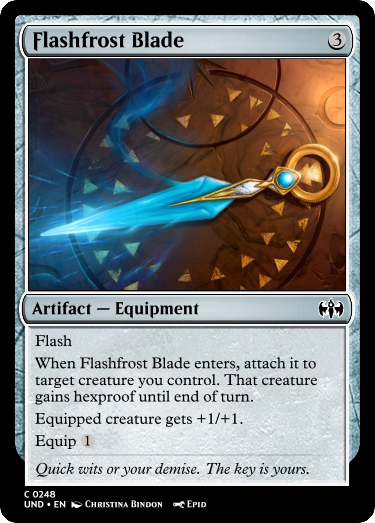 Flashfrost Blade 3
Artifact — Equipment
Flash
When Flashfrost Blade enters, attach it to
target creature you control. That creature
gains hexproof until end of turn.
Equipped creature gets +1/+1.
Equip 1
Quick wits or your demise. The key is yours.
C 0248
UND • EN Christina Bindon Epid